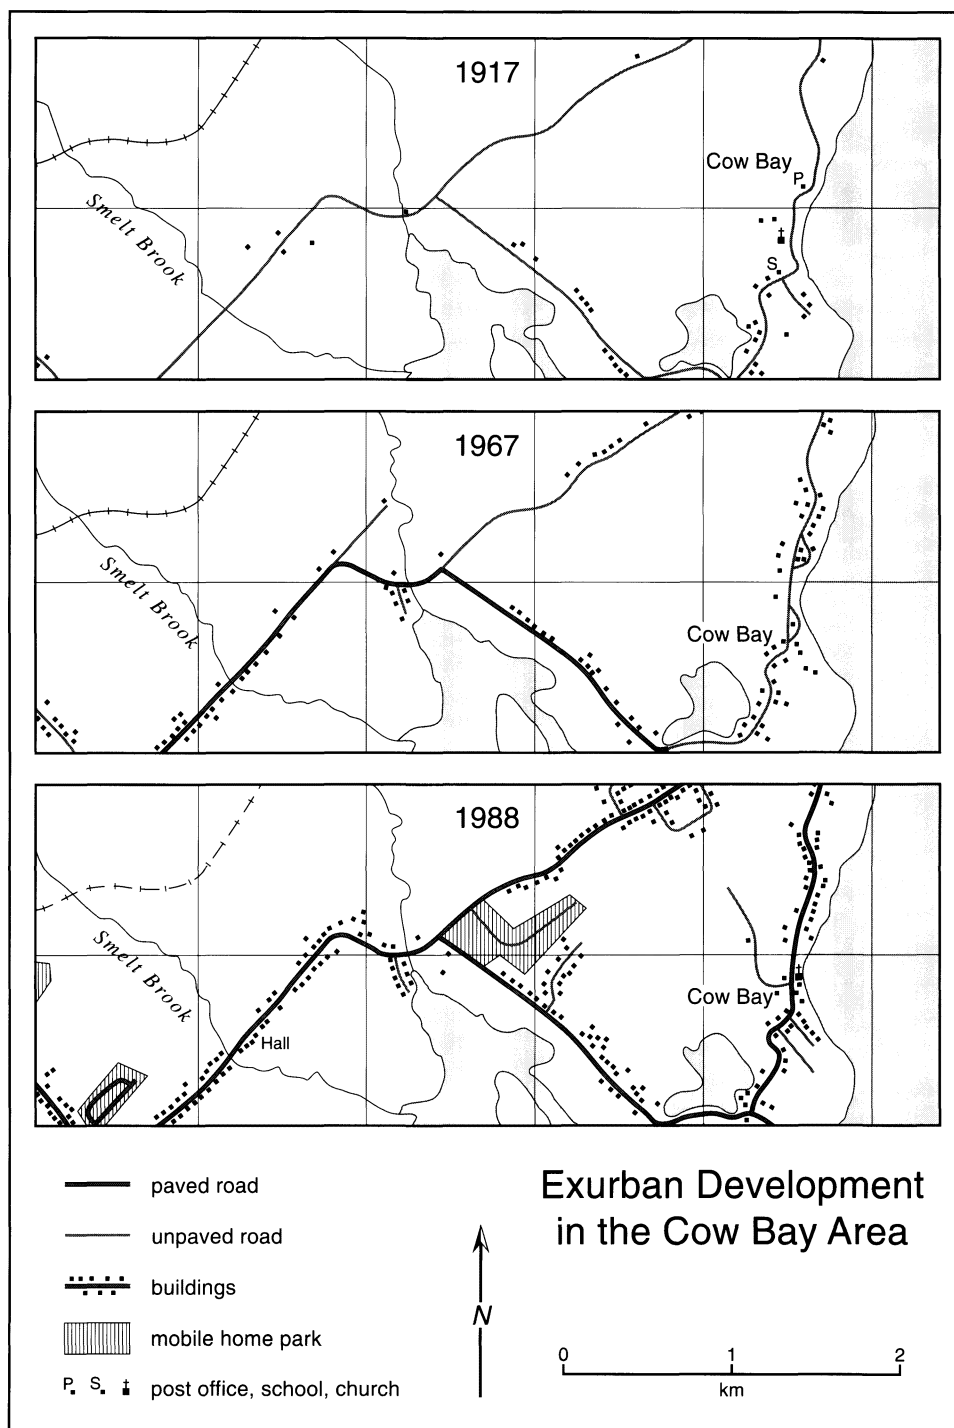 1917
Cow Bay
P
Smelt Brook
S
1967
Smelt Brook
Cow Bay
1988
Smelt Brook
Cow Bay
Hall
paved road
unpaved road
buildings
mobile home park
P S post office, school, church
N
Exurban Development
in the Cow Bay Area
0 1 2
km